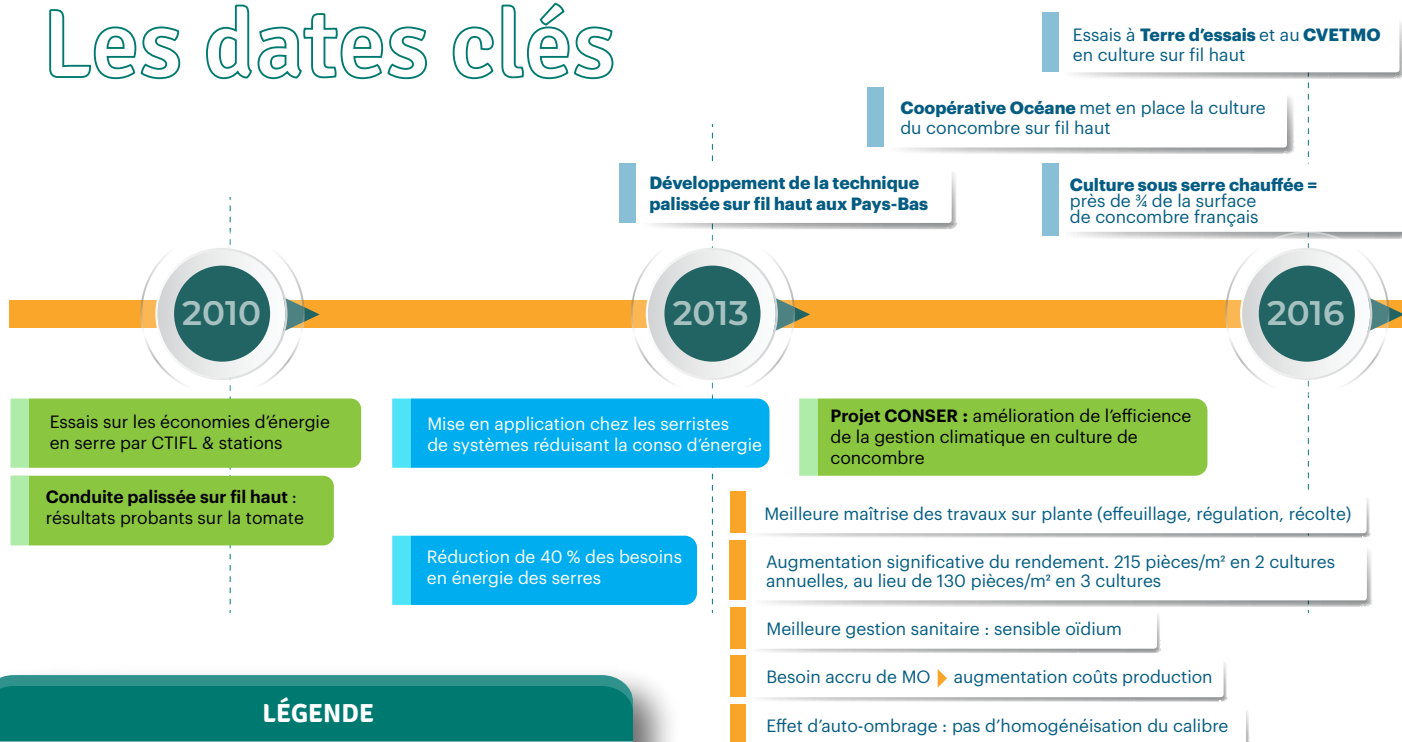 Les dates clés
Essais à Terre d'essais et au CVETMO
en culture sur fil haut
Coopérative Océane met en place la culture
du concombre sur fil haut
Développement de la technique
palissée sur fil haut aux Pays-Bas
Culture sous serre chauffée =
près de ¾ de la surface
de concombre français
2010
2013
2016
Essais sur les économies d'énergie
en serre par CTIFL & stations
Conduite palissée sur fil haut :
résultats probants sur la tomate
Mise en application chez les serristes
de systèmes réduisant la conso d'énergie
Réduction de 40 % des besoins
en énergie des serres
Projet CONSER : amélioration de l'efficience
de la gestion climatique en culture de
concombre
Meilleure maîtrise des travaux sur plante (effeuillage, régulation, récolte)
Augmentation significative du rendement. 215 pièces/m² en 2 cultures
annuelles, au lieu de 130 pièces/m² en 3 cultures
Meilleure gestion sanitaire : sensible oïdium
Besoin accru de MO augmentation coûts production
Effet d'auto-ombrage : pas d'homogénéisation du calibre
LÉGENDE